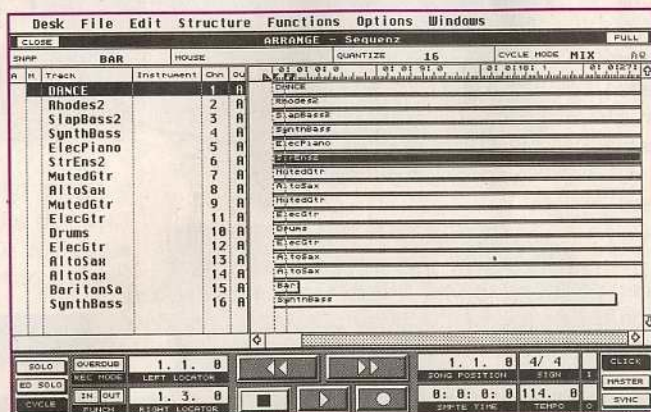 Desk File Edit Structure Functions Options Windows
CLOSE ARRANGE - Sequenz FULL
SNAP BAR MOUSE QUANTIZE 16 CYCLE MODE MIX
A M Track Instrument Chn Ou
DANCE 1 A DANCE
Rhodes2 2 A Rhodes2
SlapBass2 3 A SlapBass2
SynthBass 4 A SynthBass
ElecPiano 5 A ElecPiano
StrEns2 6 A StrEns2
MutedGtr 7 A MutedGtr
AltoSax 8 A AltoSax
MutedGtr 9 A MutedGtr
ElecGtr 11 A ElecGtr
Drums 10 A Drums
ElecGtr 12 A ElecGtr
AltoSax 13 A AltoSax
AltoSax 14 A AltoSax
BaritonSa 15 A Bar
SynthBass 16 A SynthBass
SOLO OVERDUB 1. 1. 0 1. 1. 0 4/ 4 CLICK
REC MODE LEFT LOCATOR SONG POSITION SIGN 1
ED SOLO MASTER
IN OUT 1. 3. 0 0: 0: 0: 0 114. 0
CYCLE PUNCH RIGHT LOCATOR SMPTE TIME TEMPO 0 SYNC